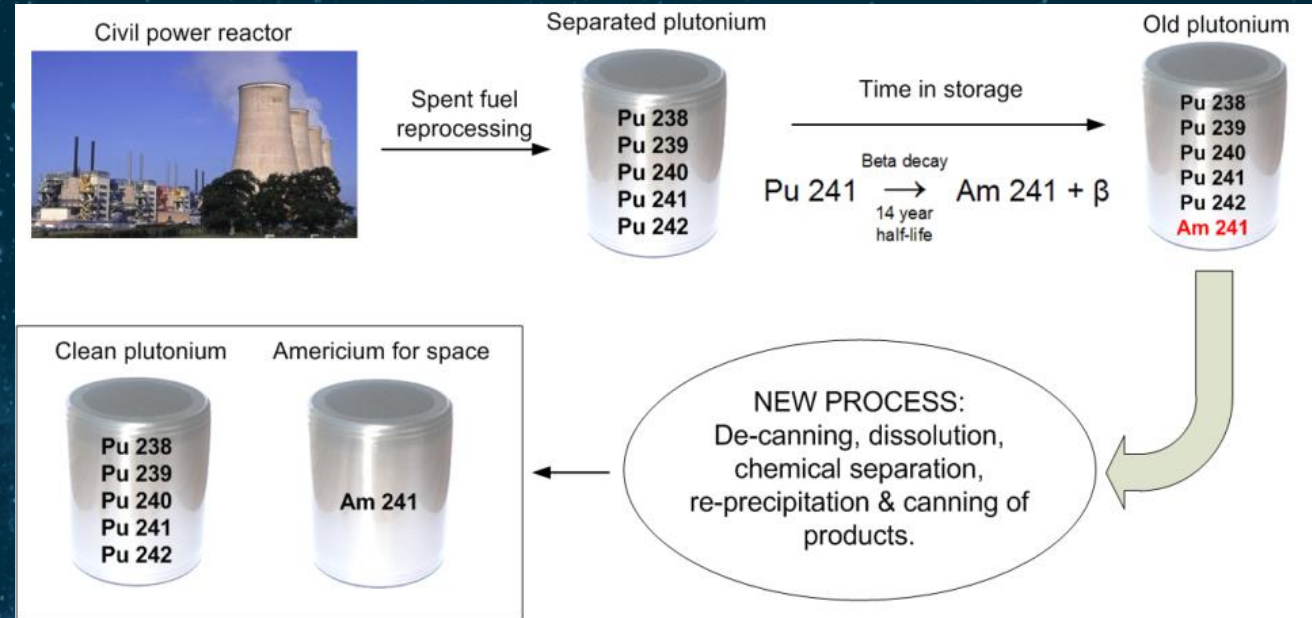 Civil power reactor
Spent fuel
reprocessing
Separated plutonium
Pu 238
Pu 239
Pu 240
Pu 241
Pu 242
Time in storage
Beta decay
Pu 241 → Am 241 + β
14 year
half-life
Old plutonium
Pu 238
Pu 239
Pu 240
Pu 241
Pu 242
Am 241
NEW PROCESS:
De-canning, dissolution,
chemical separation,
re-precipitation & canning of
products.
Clean plutonium
Pu 238
Pu 239
Pu 240
Pu 241
Pu 242
Americium for space
Am 241